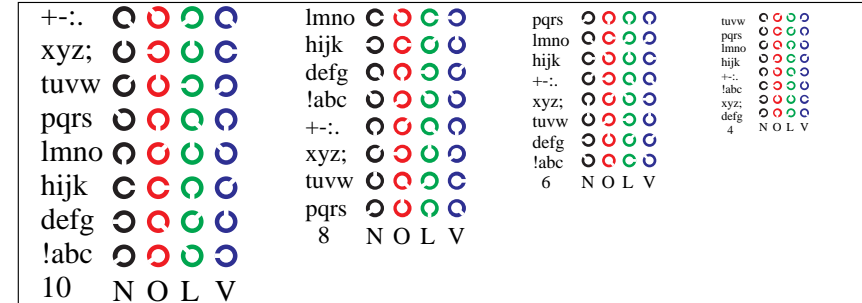 +-:.
xyz;
tuvw
pqrs
lmno
hijk
defg
!abc
10 N O L V
lmno
hijk
defg
!abc
+-:.
xyz;
tuvw
pqrs
8 N O L V
pqrs
lmno
hijk
+-:.
xyz;
tuvw
defg
!abc
6 N O L V
tuvw
pqrs
lmno
hijk
+-:.
!abc
xyz;
defg
4 N O L V